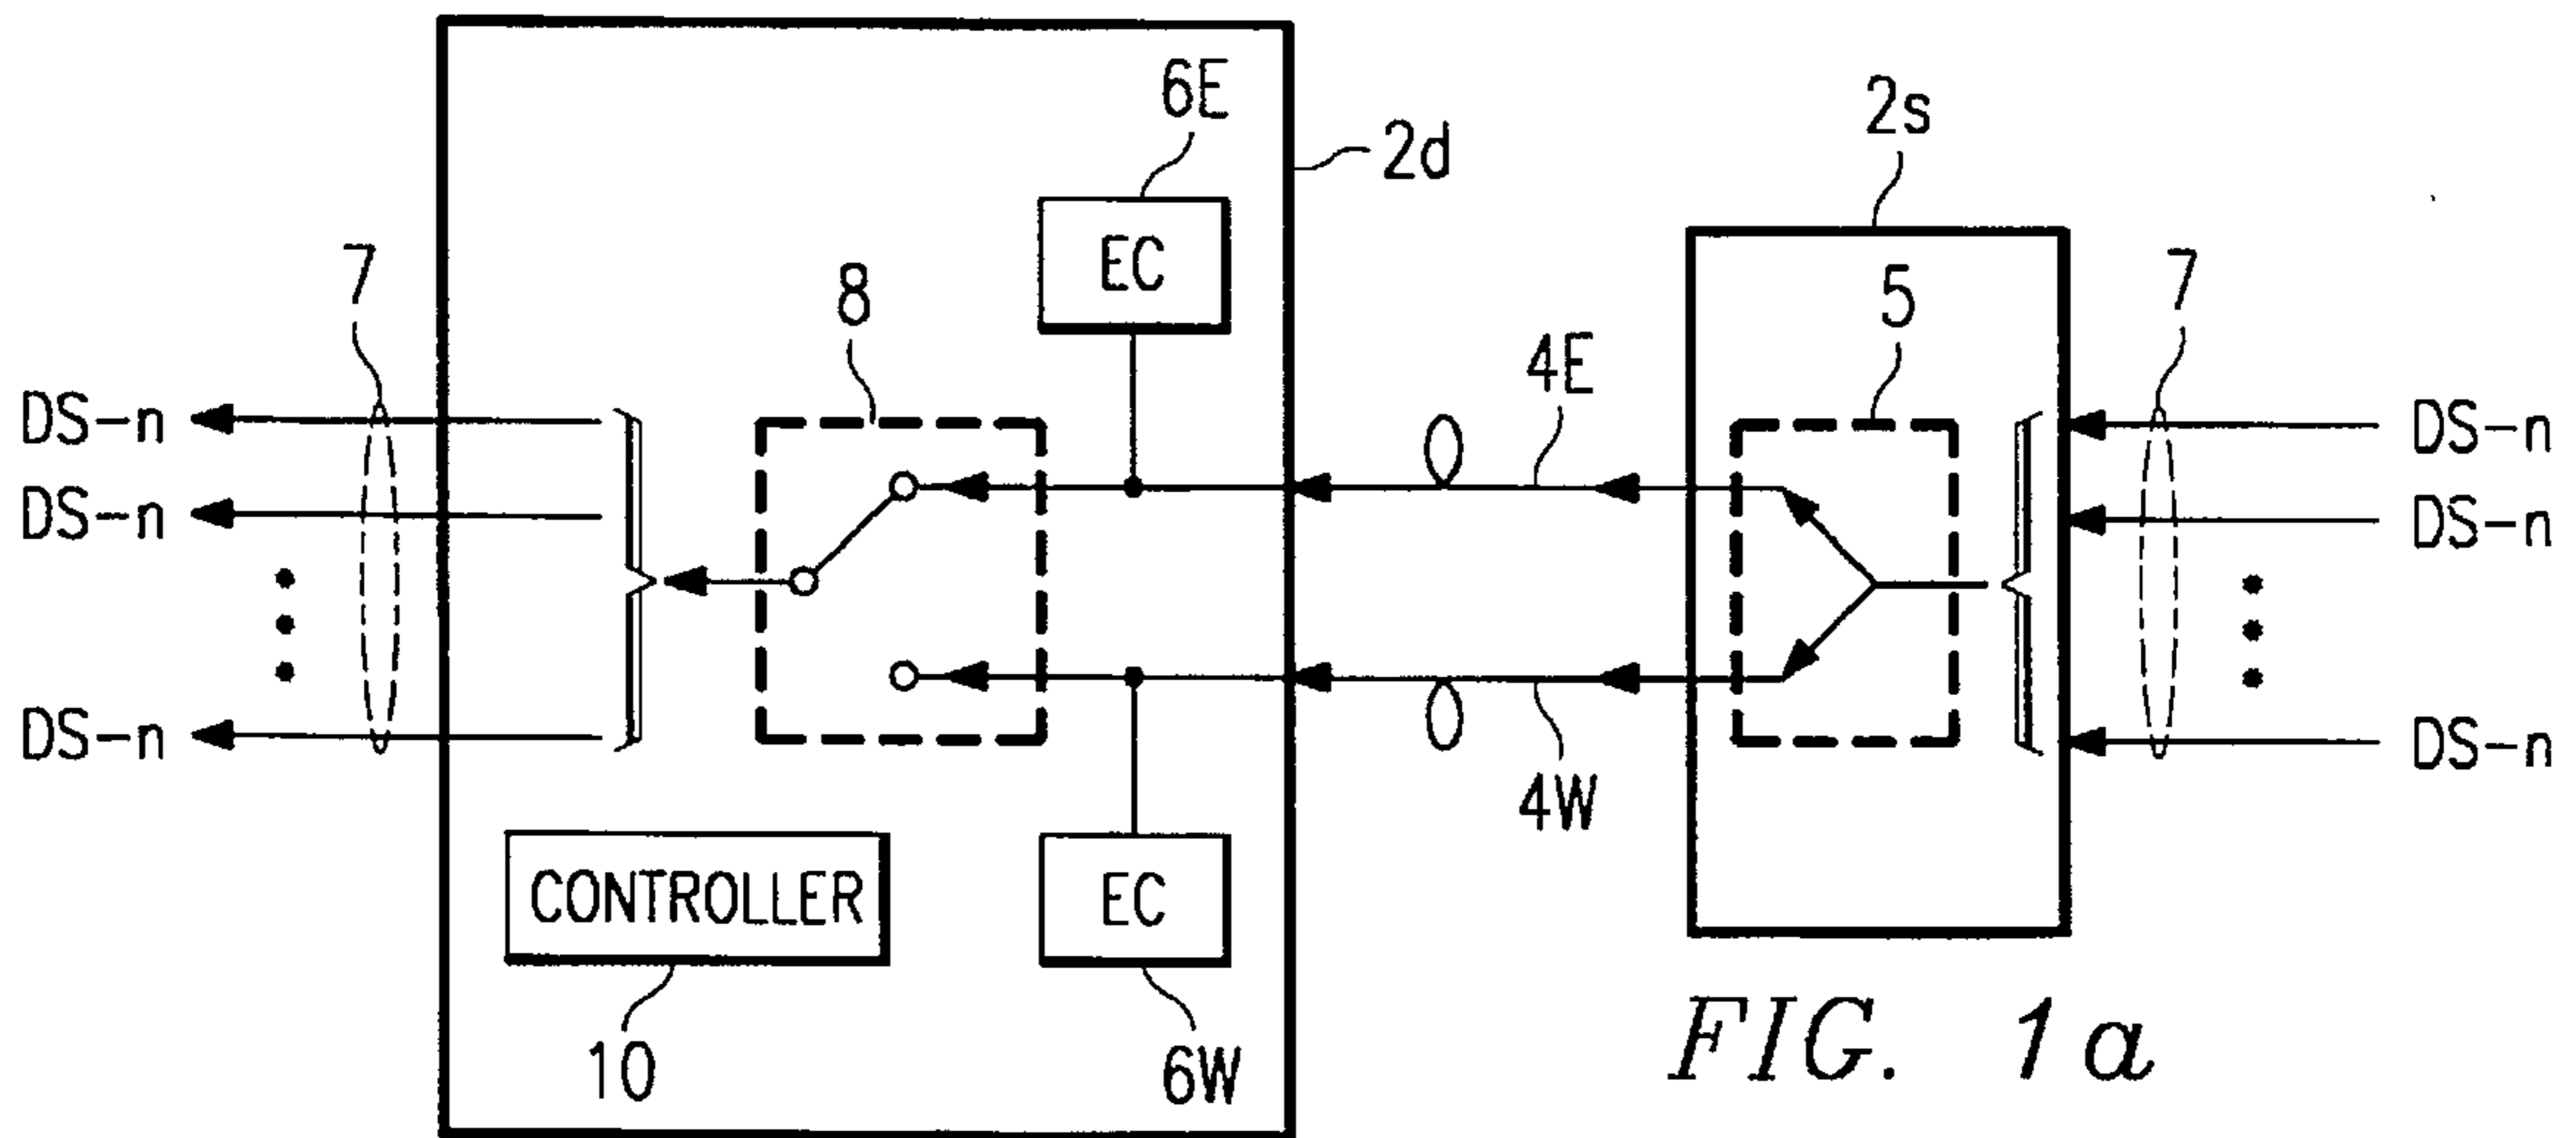 6E
2d
2s
EC
7
8
4E
5
7
DS-n
DS-n
DS-n
DS-n
DS-n
DS-n
4W
CONTROLLER
EC
10
6W
FIG. 1a